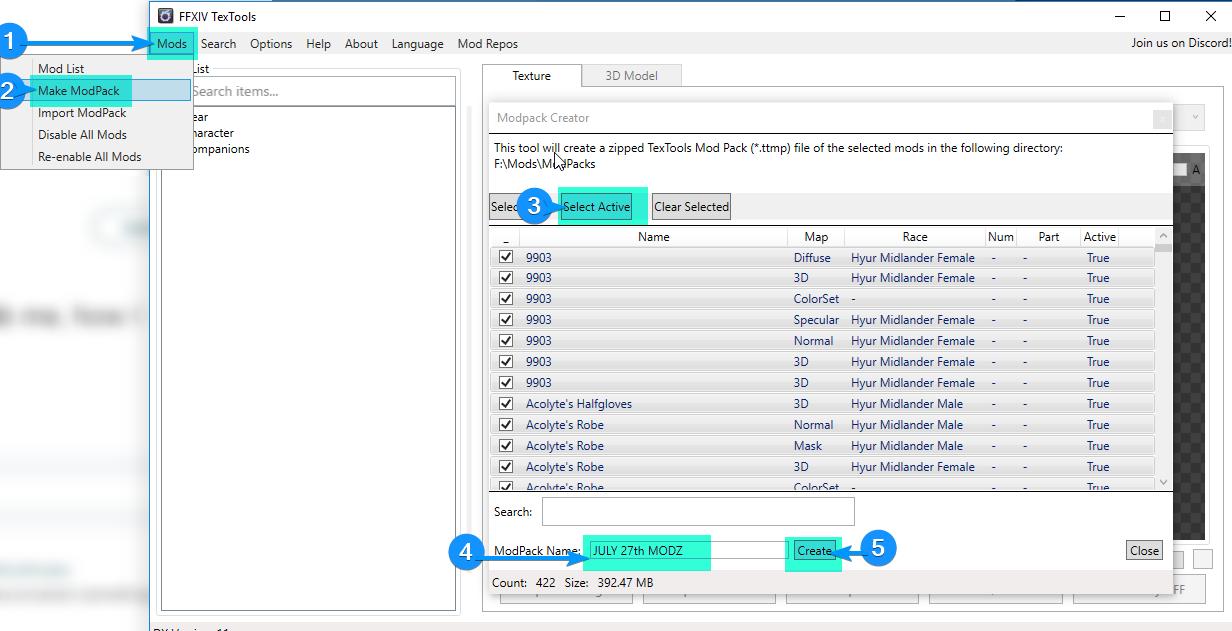 FFXIV TexTools
1
Mods Search Options Help About Language Mod Repos Join us on Discord!
Mod List
2 Make ModPack
Import ModPack
Disable All Mods
Re-enable All Mods
List
Search items...
ear
haracter
ompanions
Texture 3D Model
Modpack Creator
This tool will create a zipped TexTools Mod Pack (*.ttmp) file of the selected mods in the following directory:
F:\Mods\ModPacks
Selec 3 Select Active Clear Selected
A
_ Name Map Race Num Part Active
9903 Diffuse Hyur Midlander Female - - True
9903 3D Hyur Midlander Female - - True
9903 ColorSet - True
9903 Specular Hyur Midlander Female - - True
9903 Normal Hyur Midlander Female - - True
9903 3D Hyur Midlander Female - - True
9903 3D Hyur Midlander Female - - True
Acolyte's Halfgloves 3D Hyur Midlander Male - - True
Acolyte's Robe Normal Hyur Midlander Male - - True
Acolyte's Robe Mask Hyur Midlander Male - - True
Acolyte's Robe 3D Hyur Midlander Female - - True
Acolyte's Robe ColorSet - True
Search:
4 ModPack Name: JULY 27th MODZ Create 5 Close
Count: 422 Size: 392.47 MB
FF